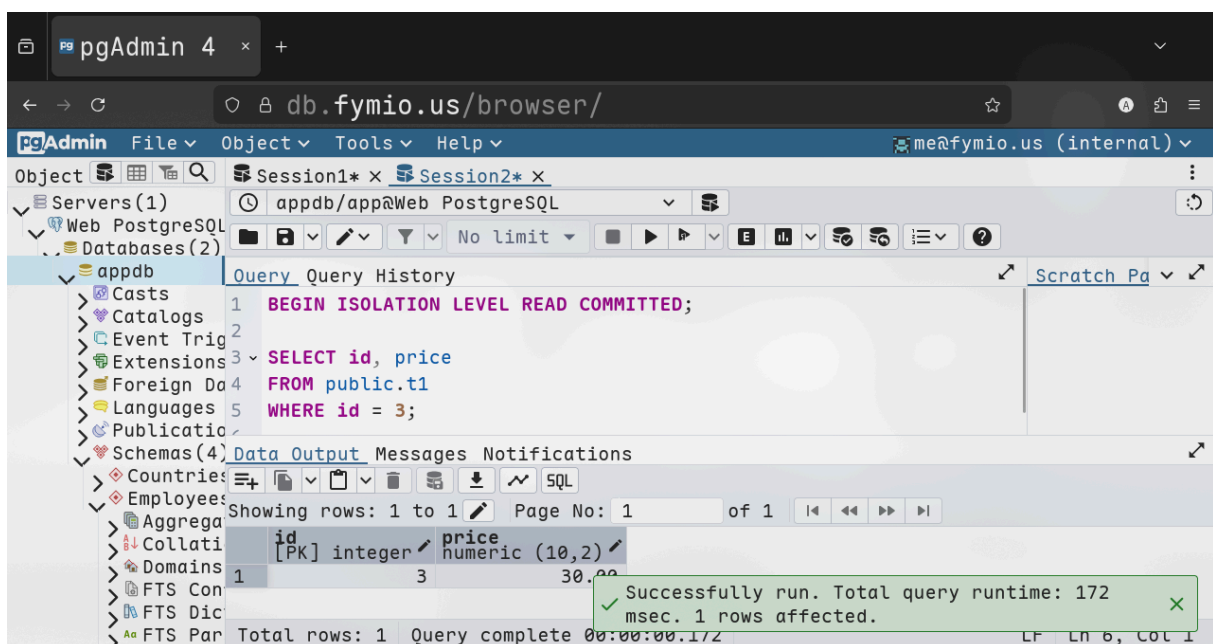 pgAdmin 4
db.fymio.us/browser/
pgAdmin File Object Tools Help me@fymio.us (internal)
Object Session1* Session2*
Servers(1) appdb/app@Web PostgreSQL
Web PostgreSQL No limit
Databases(2)
appdb Query Query History Scratch Pa
Casts 1 BEGIN ISOLATION LEVEL READ COMMITTED;
Catalogs 2
Event Trig 3 SELECT id, price
Extensions 4 FROM public.t1
Foreign Da 5 WHERE id = 3;
Languages
Publicatio
Schemas(4) Data Output Messages Notifications
Countries SQL
Employees Showing rows: 1 to 1 Page No: 1 of 1
Aggrega id price
Collati [PK] integer numeric (10,2)
Domains 1 3 30.00
FTS Con Successfully run. Total query runtime: 172
FTS Dic msec. 1 rows affected.
FTS Par Total rows: 1 Query complete 00:00:00.172 LF Ln 6, Col 1